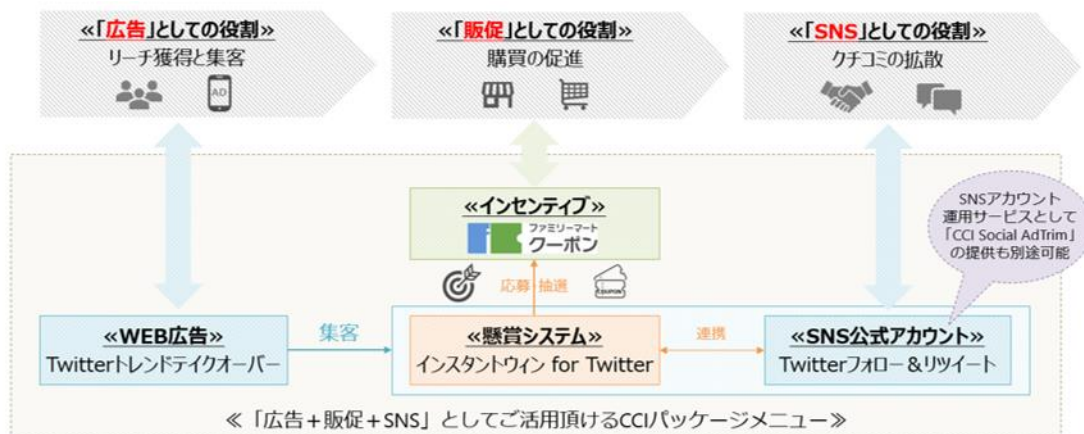 ≪「広告」としての役割≫
リーチ獲得と集客
AD
≪「販促」としての役割≫
購買の促進
≪「SNS」としての役割≫
クチコミの拡散
≪インセンティブ≫
ファミリーマート
クーポン
応募・抽選
COUPON
SNSアカウント
運用サービスとして
「CCI Social AdTrim」
の提供も別途可能
≪WEB広告≫
Twitterトレンドテイクオーバー
集客
≪懸賞システム≫
インスタントウィン for Twitter
連携
≪SNS公式アカウント≫
Twitterフォロー＆リツイート
≪「広告＋販促＋SNS」としてご活用頂けるCCIパッケージメニュー≫